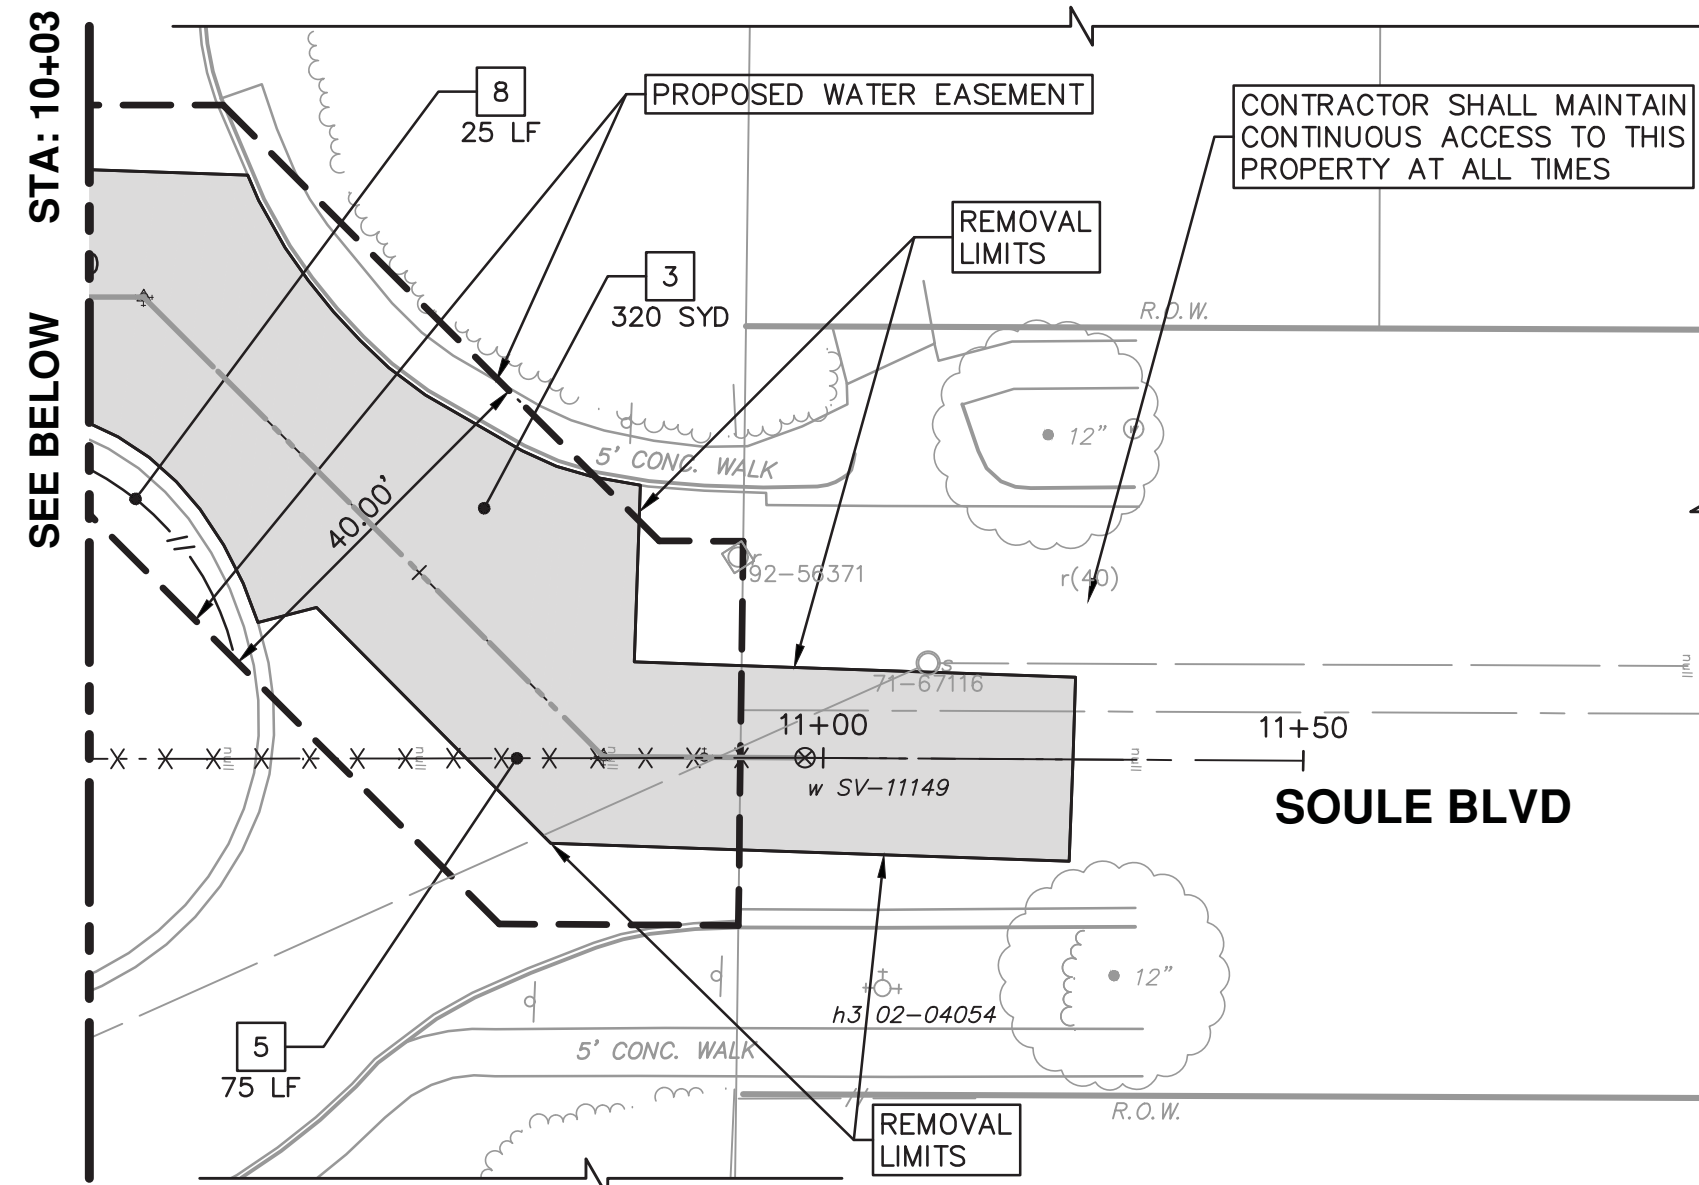 SEE BELOW STA: 10+03
8
25 LF
PROPOSED WATER EASEMENT
CONTRACTOR SHALL MAINTAIN
CONTINUOUS ACCESS TO THIS
PROPERTY AT ALL TIMES
REMOVAL
LIMITS
3
320 SYD
R.O.W.
12"
5' CONC. WALK
40.00'
r
92-56371
r(40)
s
71-67116
11+00
11+50
w SV-11149
SOULE BLVD
12"
h3 02-04054
5
75 LF
5' CONC. WALK
R.O.W.
REMOVAL
LIMITS